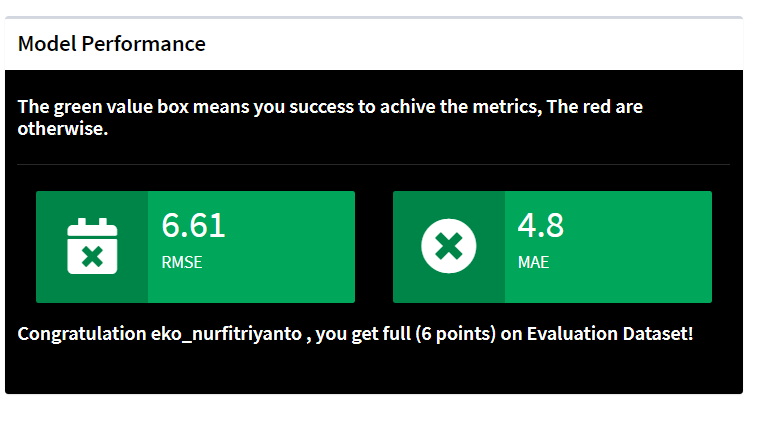 Model Performance
The green value box means you success to achive the metrics, The red are
otherwise.
6.61
RMSE
4.8
MAE
Congratulation eko_nurfitriyanto , you get full (6 points) on Evaluation Dataset!